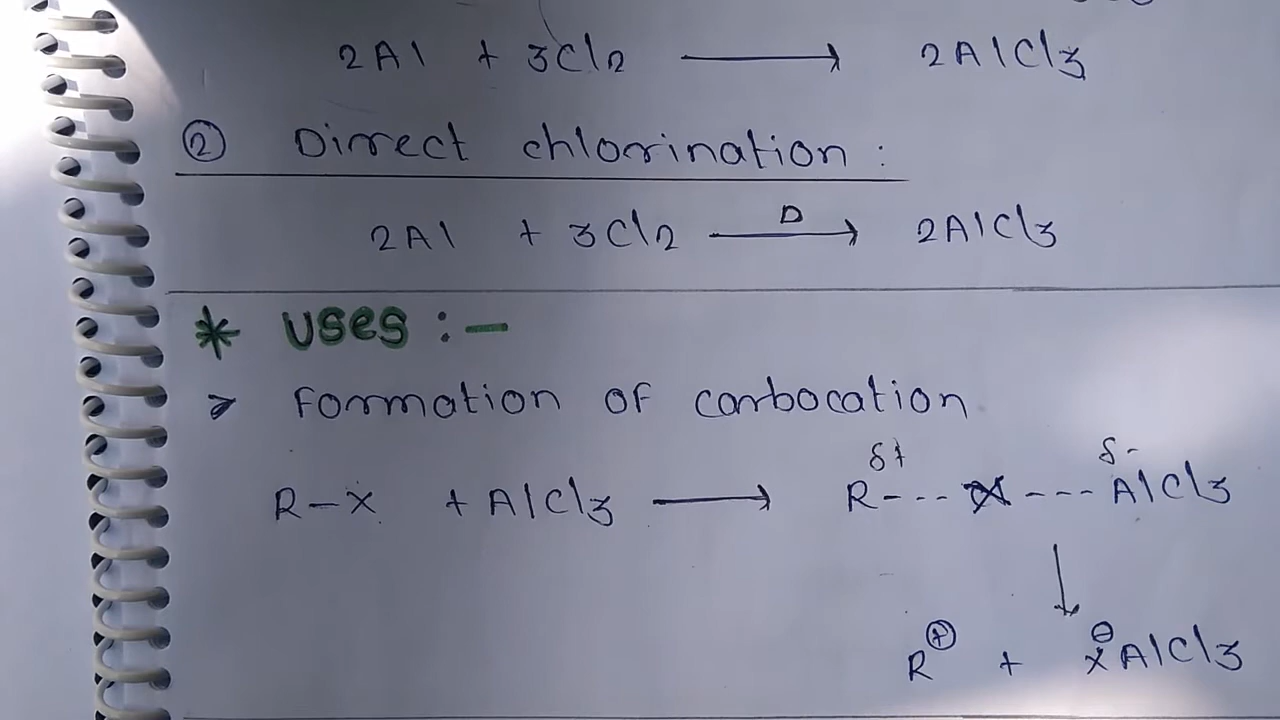 2Al + 3Cl2 ⟶ 2AlCl3
② Direct chlorination :
2Al + 3Cl2 ⟶ 2AlCl3
Δ
* Uses :-
> Formation of carbocation
R-X + AlCl3 ⟶ R---X---AlCl3
δ+ δ-
R⊕ + X⊖AlCl3